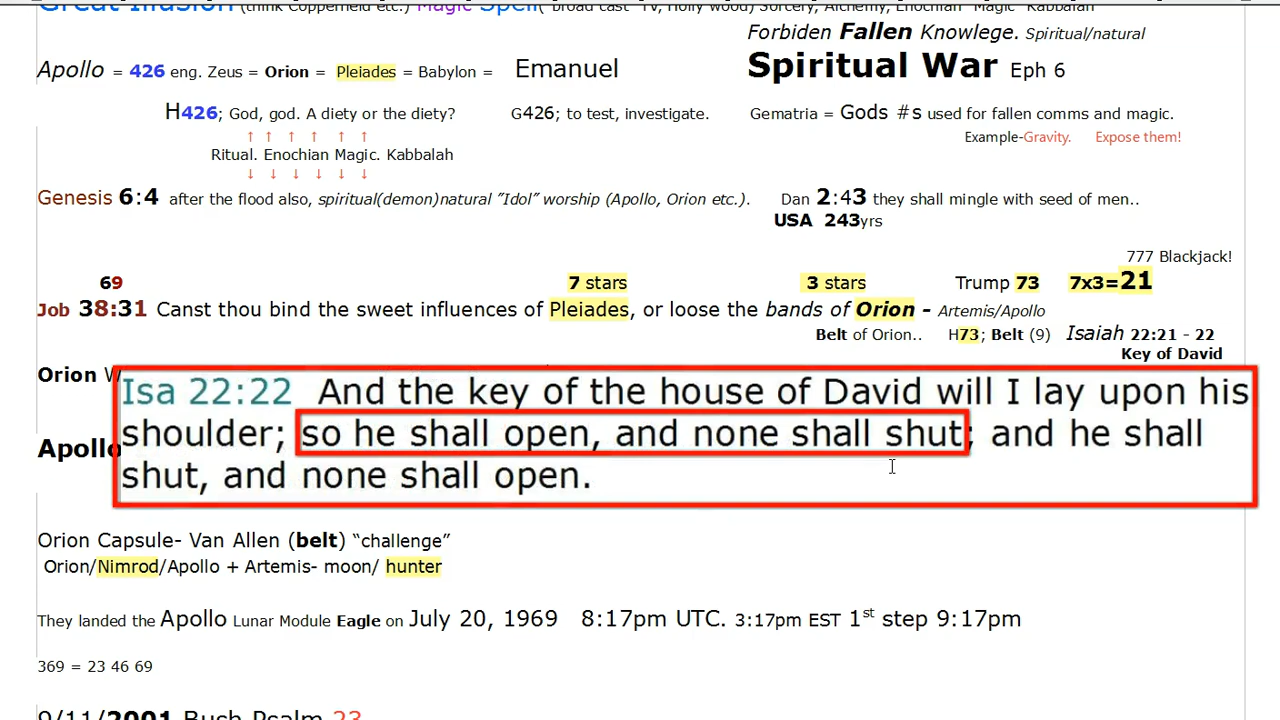 Great Illusion (think Copperfield etc.) Magic Spell( "broad cast" TV, Holly wood) Sorcery, Alchemy, Enochian "Magic" Kabbalah
Forbiden Fallen Knowlege. Spiritual/natural
Apollo = 426 eng. Zeus = Orion = Pleiades = Babylon = Emanuel Spiritual War Eph 6
H426; God, god. A diety or the diety? G426; to test, investigate. Gematria = Gods #s used for fallen comms and magic.
↑ ↑ ↑ ↑ ↑ ↑ Example-Gravity. Expose them!
Ritual. Enochian Magic. Kabbalah
↓ ↓ ↓ ↓ ↓ ↓
Genesis 6:4 after the flood also, spiritual(demon)natural "Idol" worship (Apollo, Orion etc.). Dan 2:43 they shall mingle with seed of men..
USA 243yrs
777 Blackjack!
69 7 stars 3 stars Trump 73 7x3=21
Job 38:31 Canst thou bind the sweet influences of Pleiades, or loose the bands of Orion - Artemis/Apollo
Belt of Orion.. H73; Belt (9) Isaiah 22:21 - 22
Key of David
Orion W
Isa 22:22 And the key of the house of David will I lay upon his
shoulder; so he shall open, and none shall shut; and he shall
Apollo
shut, and none shall open.
Orion Capsule- Van Allen (belt) "challenge"
Orion/Nimrod/Apollo + Artemis- moon/ hunter
They landed the Apollo Lunar Module Eagle on July 20, 1969 8:17pm UTC. 3:17pm EST 1st step 9:17pm
369 = 23 46 69
9/11/2001 Bush Psalm 23